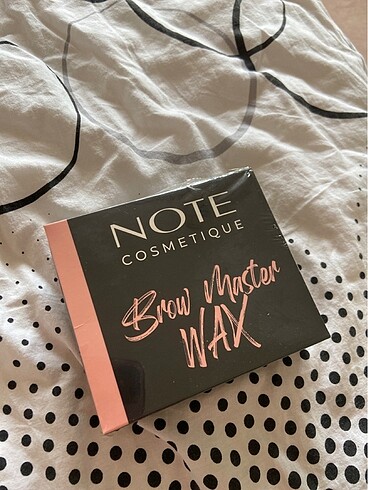 NOTE
COSMETIQUE
Brow Master
WAX